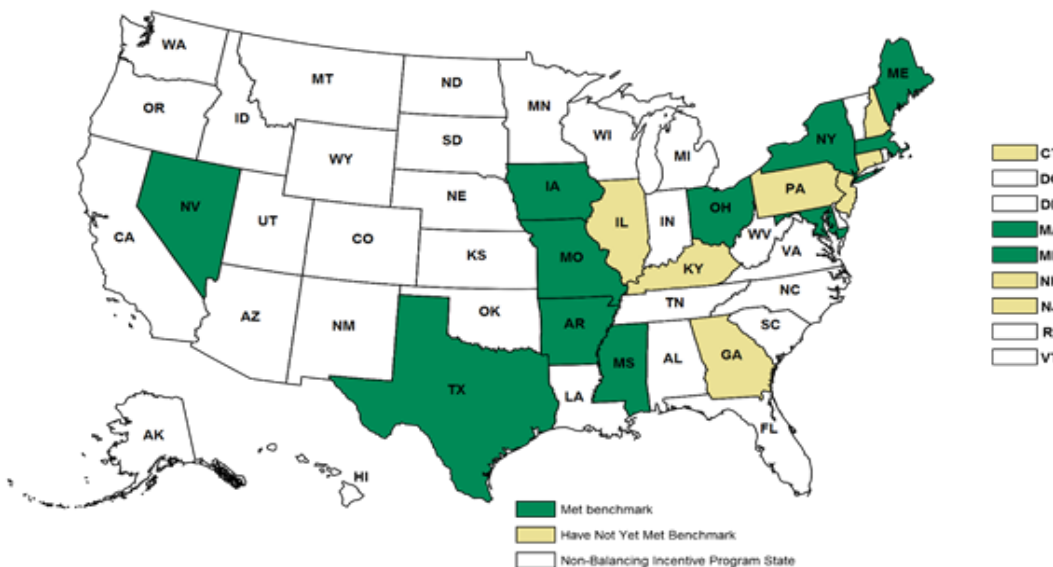 WA
MT
ND
MN
ME
OR
ID
SD
WI
MI
NY
WY
IA
NE
PA
NV
UT
CO
IL
IN
OH
WV
VA
CA
KS
MO
KY
NC
AZ
NM
OK
AR
TN
SC
MS
AL
GA
TX
LA
FL
AK
HI
Met benchmark
Have Not Yet Met Benchmark
Non-Balancing Incentive Program State